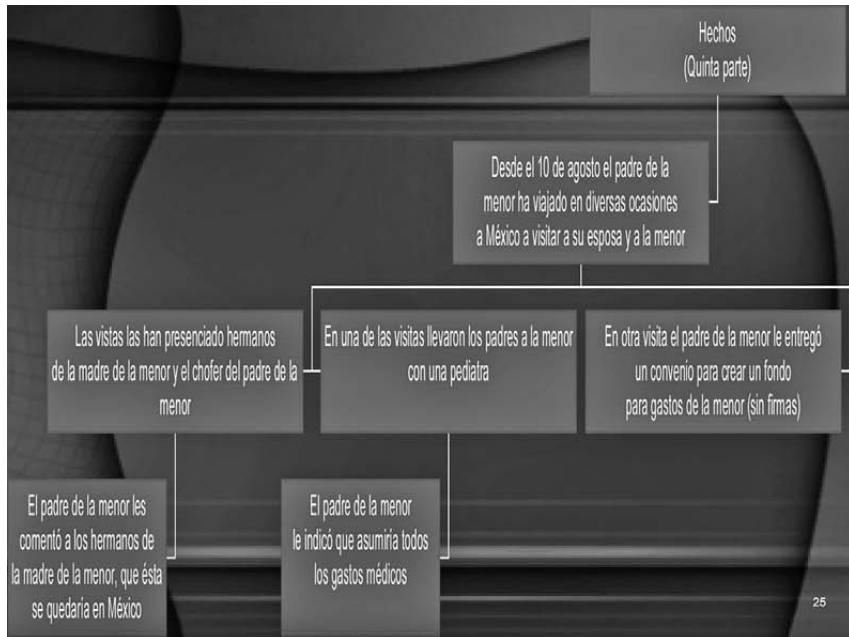 Hechos
(Quinta parte)
Desde el 10 de agosto el padre de la
menor ha viajado en diversas ocasiones
a México a visitar a su esposa y a la menor
Las vistas las han presenciado hermanos
de la madre de la menor y el chofer del padre de la
menor
En una de las visitas llevaron los padres a la menor
con una pediatra
En otra visita el padre de la menor le entregó
un convenio para crear un fondo
para gastos de la menor (sin firmas)
El padre de la menor les
comentó a los hermanos de
la madre de la menor, que ésta
se quedaría en México
El padre de la menor
le indicó que asumiría todos
los gastos médicos
25